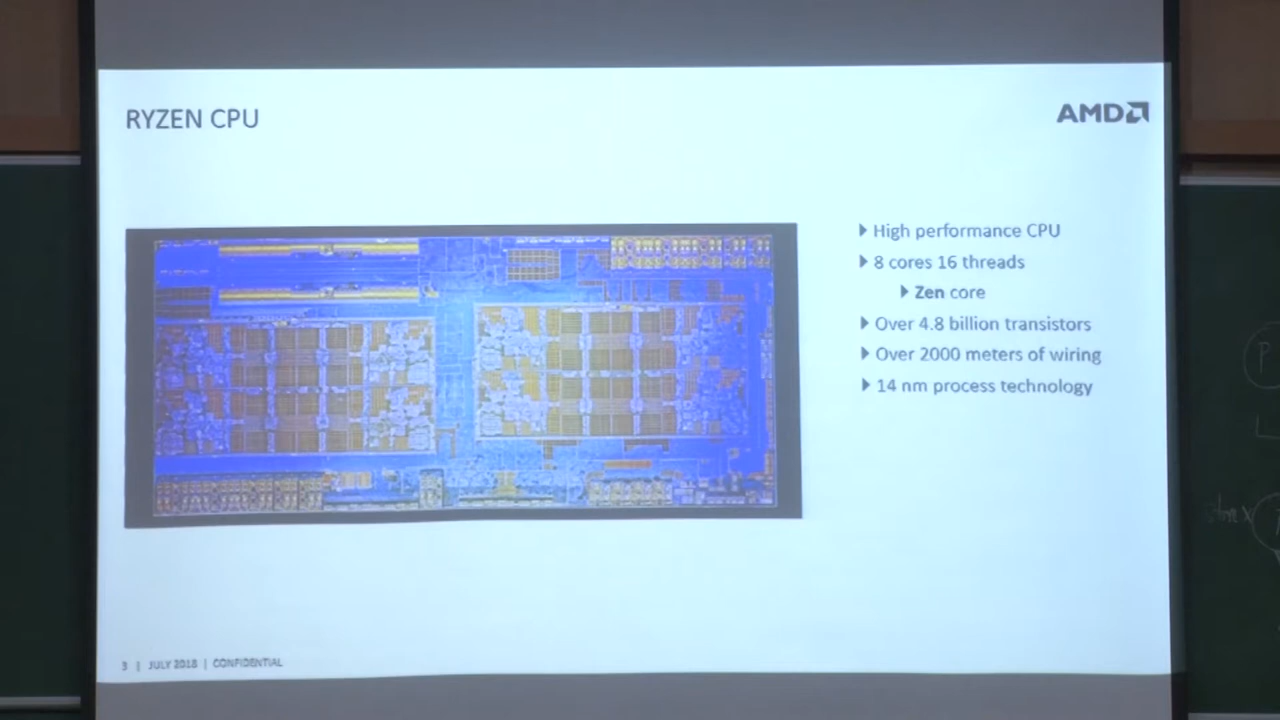 RYZEN CPU
AMD
High performance CPU
8 cores 16 threads
Zen core
Over 4.8 billion transistors
Over 2000 meters of wiring
14 nm process technology
3 | JULY 2018 | CONFIDENTIAL
P